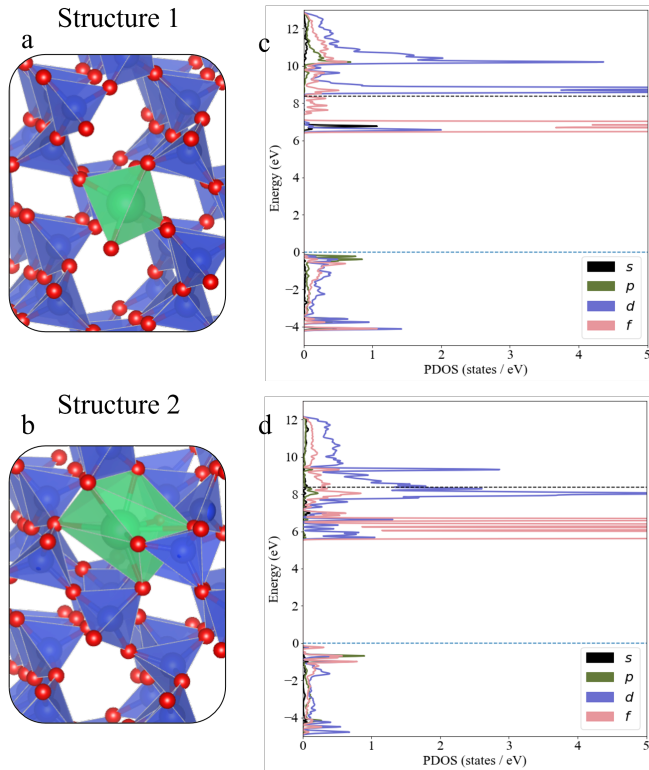 Structure 1
a
c
12
10
8
6
4
2
0
−2
−4
Energy (eV)
s
p
d
f
0 1 2 3 4 5
PDOS (states / eV)
Structure 2
b
d
12
10
8
6
4
2
0
−2
−4
Energy (eV)
s
p
d
f
0 1 2 3 4 5
PDOS (states / eV)